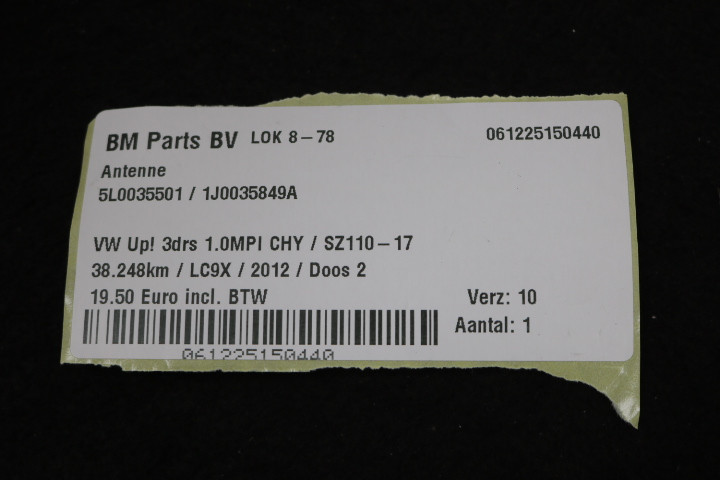 BM Parts BV LOK 8-78 061225150440
Antenne
5L0035501 / 1J0035849A
VW Up! 3drs 1.0MPI CHY / SZ110-17
38.248km / LC9X / 2012 / Doos 2
19.50 Euro incl. BTW Verz: 10
Aantal: 1
061225150440